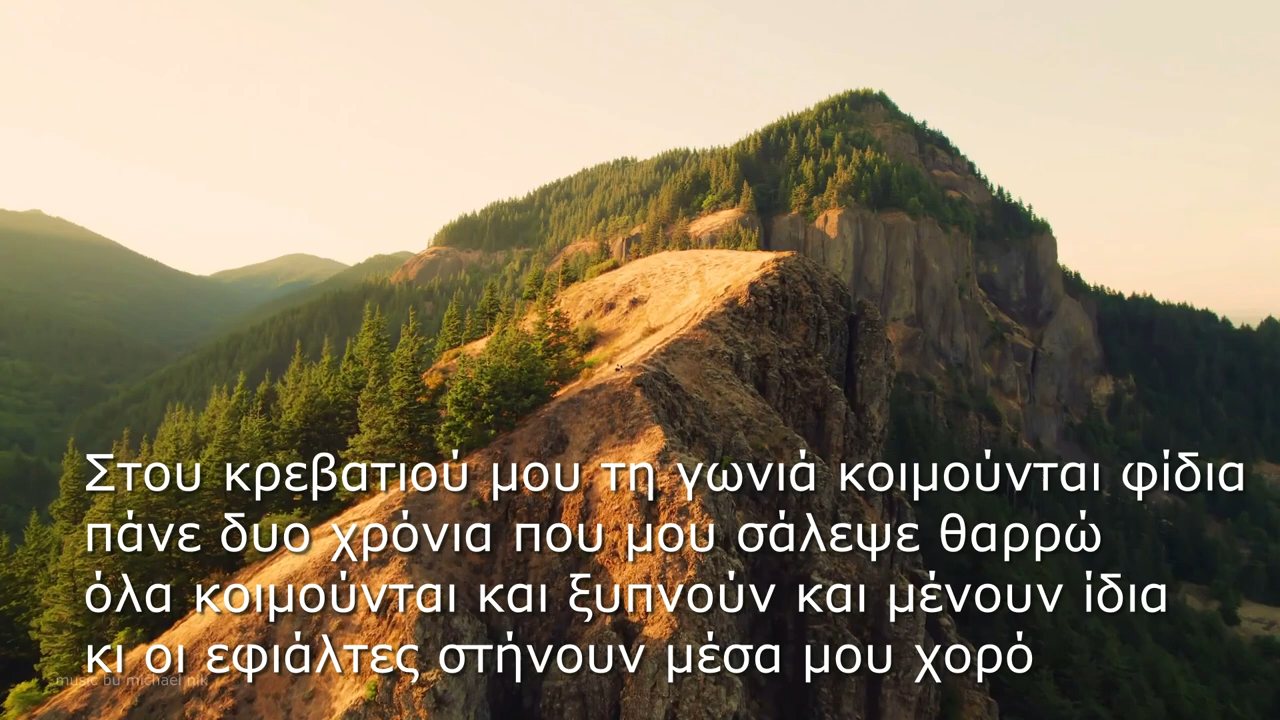 Στου κρεβατιού μου τη γωνιά κοιμούνται φίδια
πάνε δυο χρόνια που μου σάλεψε θαρρώ
όλα κοιμούνται και ξυπνούν και μένουν ίδια
κι οι εφιάλτες στήνουν μέσα μου χορό
music bu michael nik